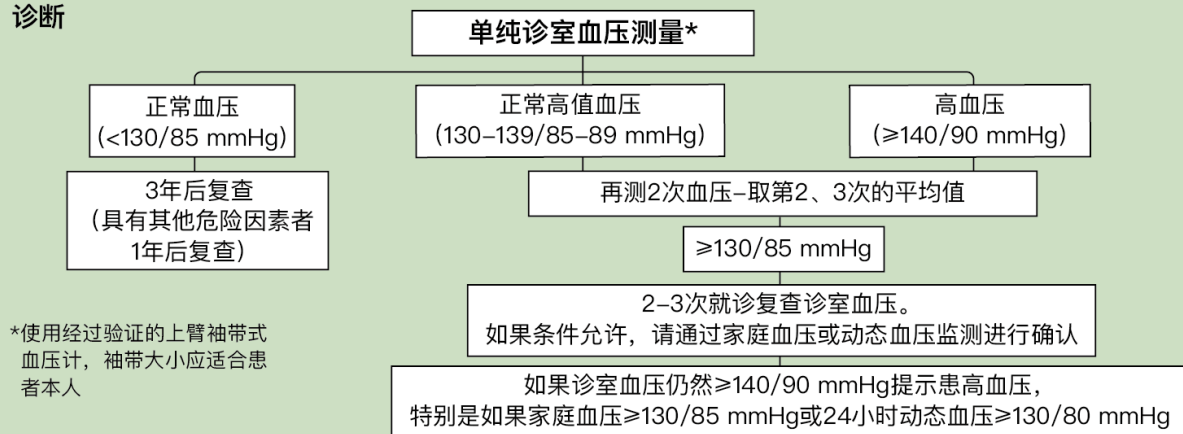 诊断
单纯诊室血压测量*
正常血压
(<130/85 mmHg)
正常高值血压
(130–139/85–89 mmHg)
高血压
(≥140/90 mmHg)
3年后复查
(具有其他危险因素者
1年后复查)
再测2次血压–取第2、3次的平均值
≥130/85 mmHg
2–3次就诊复查诊室血压。
如果条件允许，请通过家庭血压或动态血压监测进行确认
如果诊室血压仍然≥140/90 mmHg提示患高血压，
特别是如果家庭血压≥130/85 mmHg或24小时动态血压≥130/80 mmHg
*使用经过验证的上臂袖带式
血压计，袖带大小应适合患
者本人